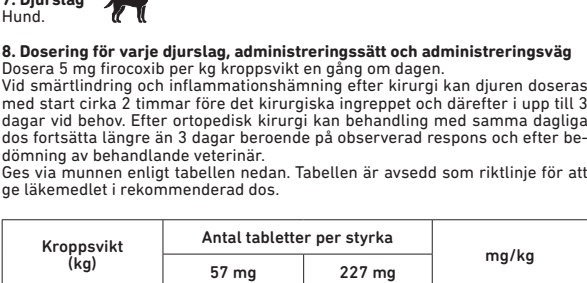 7. Djurslag
Hund.
8. Dosering för varje djurslag, administreringssätt och administreringsväg
Dosera 5 mg firocoxib per kg kroppsvikt en gång om dagen.
Vid smärtlindring och inflammationshämning efter kirurgi kan djuren doseras
med start cirka 2 timmar före det kirurgiska ingreppet och därefter i upp till 3
dagar vid behov. Efter ortopedisk kirurgi kan behandling med samma dagliga
dos fortsätta längre än 3 dagar beroende på observerad respons och efter be-
dömning av behandlande veterinär.
Ges via munnen enligt tabellen nedan. Tabellen är avsedd som riktlinje för att
ge läkemedlet i rekommenderad dos.
Kroppsvikt
(kg)
Antal tabletter per styrka
mg/kg
57 mg
227 mg